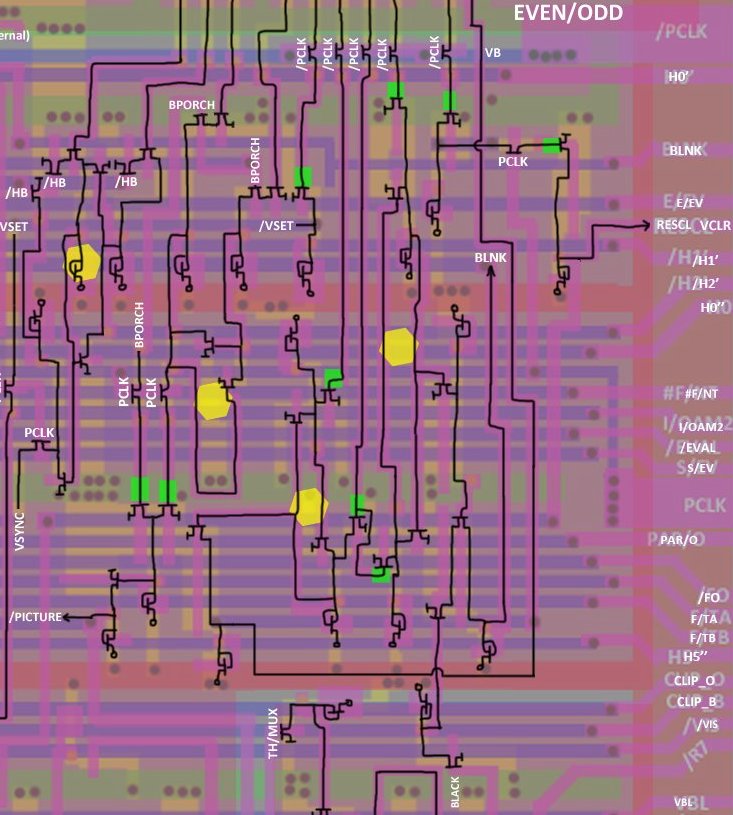 EVEN/ODD
/PCLK
ernal)
/PCLK
/PCLK
/PCLK
/PCLK
/PCLK
VB
H0'
BPORCH
BLNK
BPORCH
PCLK
/HB
/HB
/HB
E/EV
VSET
/VSET
RESCL VCLR
BLNK
/H1'
/H2'
H0''
BPORCH
PCLK
PCLK
#F/NT
I/OAM2
PCLK
/EVAL
S/EV
PCLK
VSYNC
PAR/O
/FO
/PICTURE
F/TA
F/TB
H5''
CLIP_O
CLIP_B
TH/MUX
/VIS
/R7
BLACK
VBL